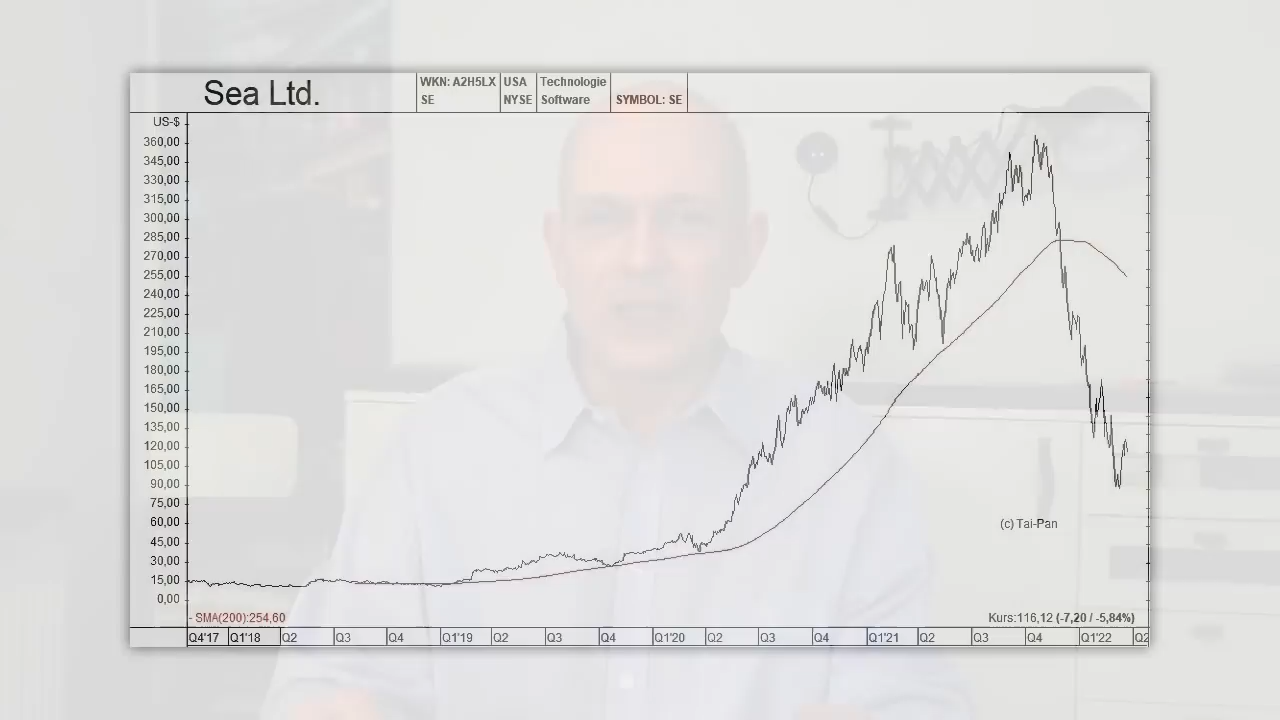 Sea Ltd.
WKN: A2H5LX
SE
USA
NYSE
Technologie
Software
SYMBOL: SE
US-$
360,00
345,00
330,00
315,00
300,00
285,00
270,00
255,00
240,00
225,00
210,00
195,00
180,00
165,00
150,00
135,00
120,00
105,00
90,00
75,00
60,00
45,00
30,00
15,00
0,00
(c) Tai-Pan
- SMA(200):254,60
Kurs:116,12 (-7,20 / -5,84%)
Q4'17 Q1'18 Q2 Q3 Q4 Q1'19 Q2 Q3 Q4 Q1'20 Q2 Q3 Q4 Q1'21 Q2 Q3 Q4 Q1'22 Q2